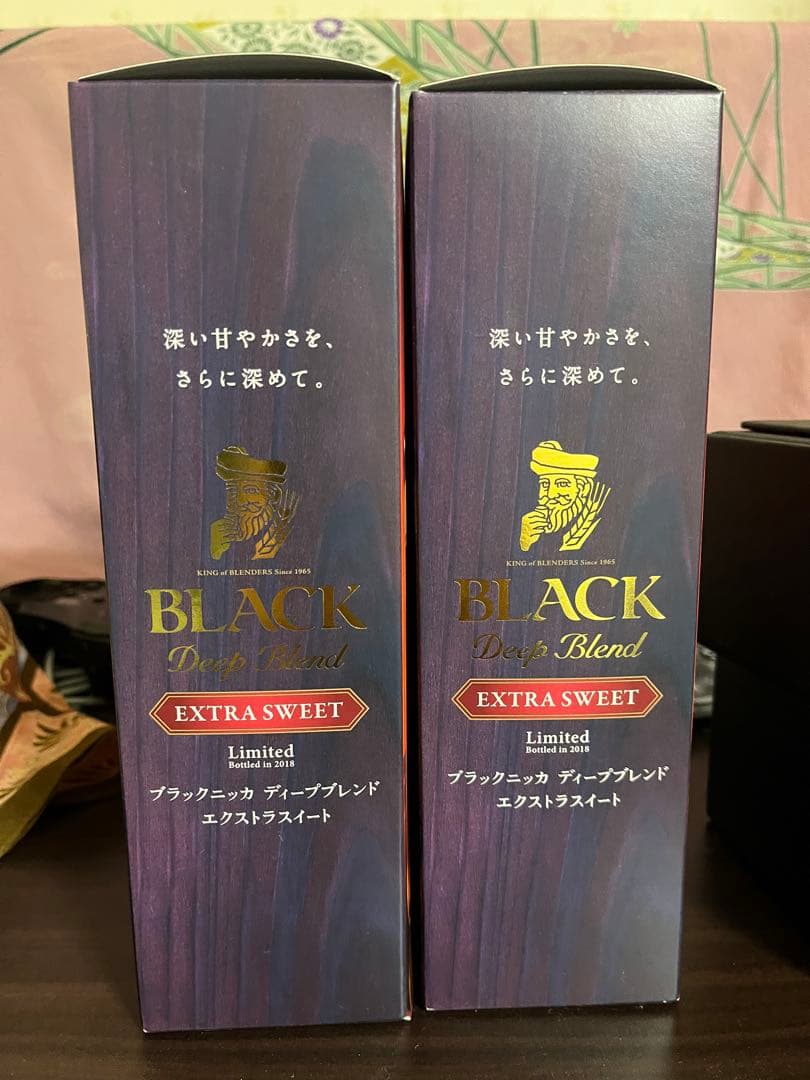 深い甘やかさを、
さらに深めて。
KING of BLENDERS Since 1965
BLACK
Deep Blend
EXTRA SWEET
Limited
Bottled in 2018
ブラックニッカ ディープブレンド
エクストラスイート
深い甘やかさを、
さらに深めて。
KING of BLENDERS Since 1965
BLACK
Deep Blend
EXTRA SWEET
Limited
Bottled in 2018
ブラックニッカ ディープブレンド
エクストラスイート